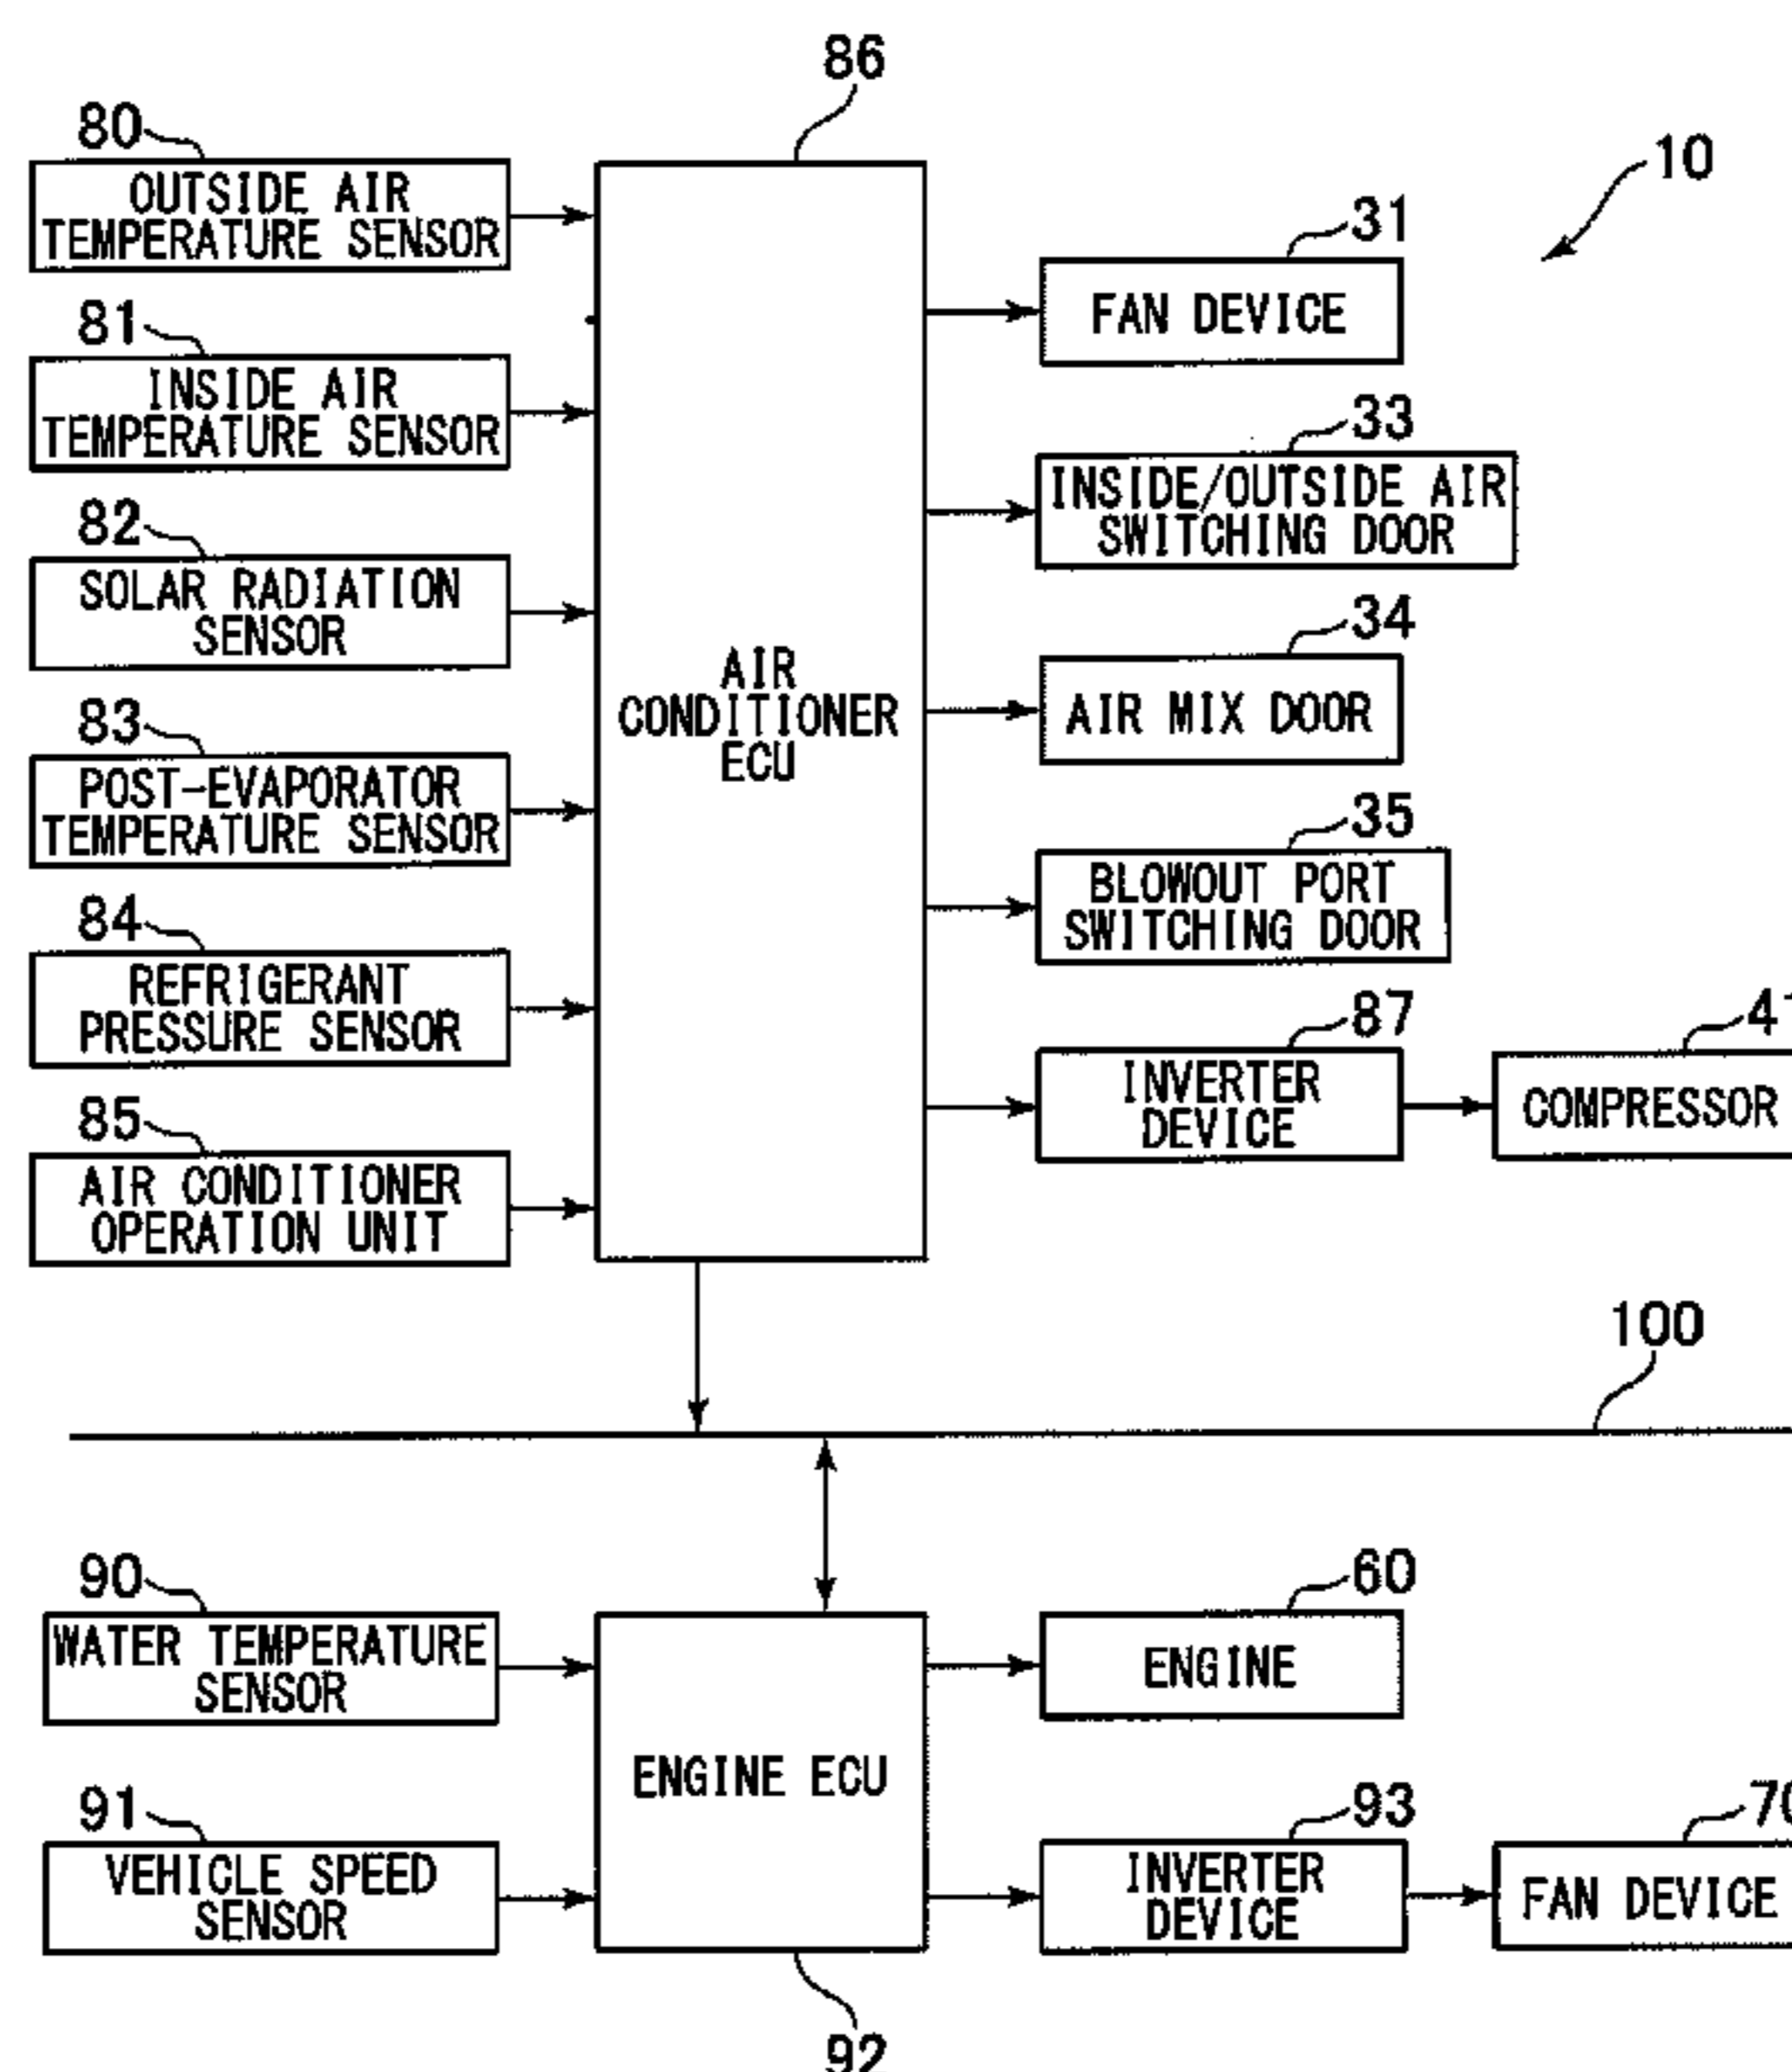 86
80
OUTSIDE AIR
TEMPERATURE SENSOR
10
31
FAN DEVICE
81
INSIDE AIR
TEMPERATURE SENSOR
33
INSIDE/OUTSIDE AIR
SWITCHING DOOR
82
SOLAR RADIATION
SENSOR
34
AIR MIX DOOR
AIR
CONDITIONER
ECU
83
POST-EVAPORATOR
TEMPERATURE SENSOR
35
BLOWOUT PORT
SWITCHING DOOR
84
REFRIGERANT
PRESSURE SENSOR
87
INVERTER
DEVICE
41
COMPRESSOR
85
AIR CONDITIONER
OPERATION UNIT
100
90
WATER TEMPERATURE
SENSOR
60
ENGINE
ENGINE ECU
91
VEHICLE SPEED
SENSOR
93
INVERTER
DEVICE
70
FAN DEVICE
92